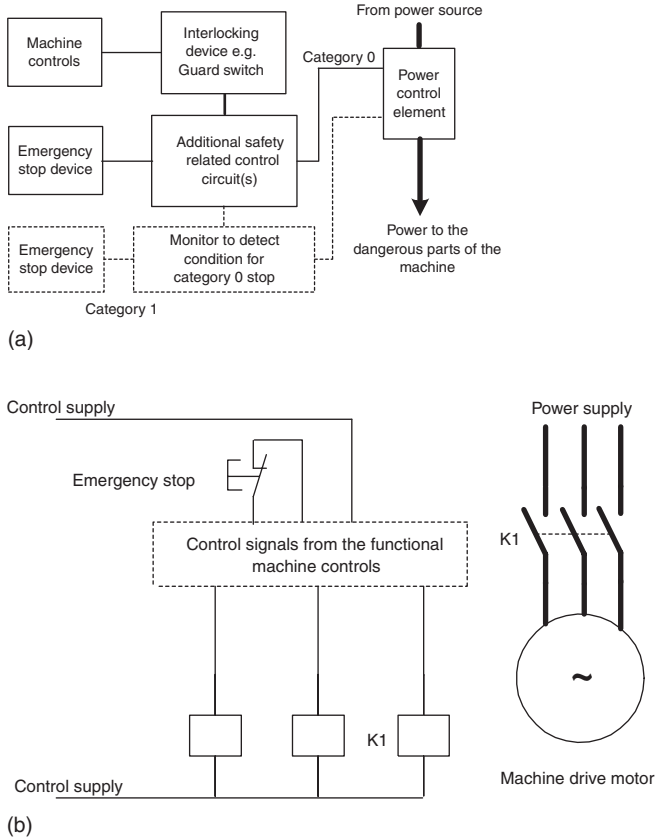 From power source
Machine
controls
Interlocking
device e.g.
Guard switch
Category 0
Power
control
element
Emergency
stop device
Additional safety
related control
circuit(s)
Emergency
stop device
Monitor to detect
condition for
category 0 stop
Power to the
dangerous parts of the
machine
Category 1
(a)
Control supply
Power supply
Emergency stop
Control signals from the functional
machine controls
K1
~
K1
Control supply
Machine drive motor
(b)